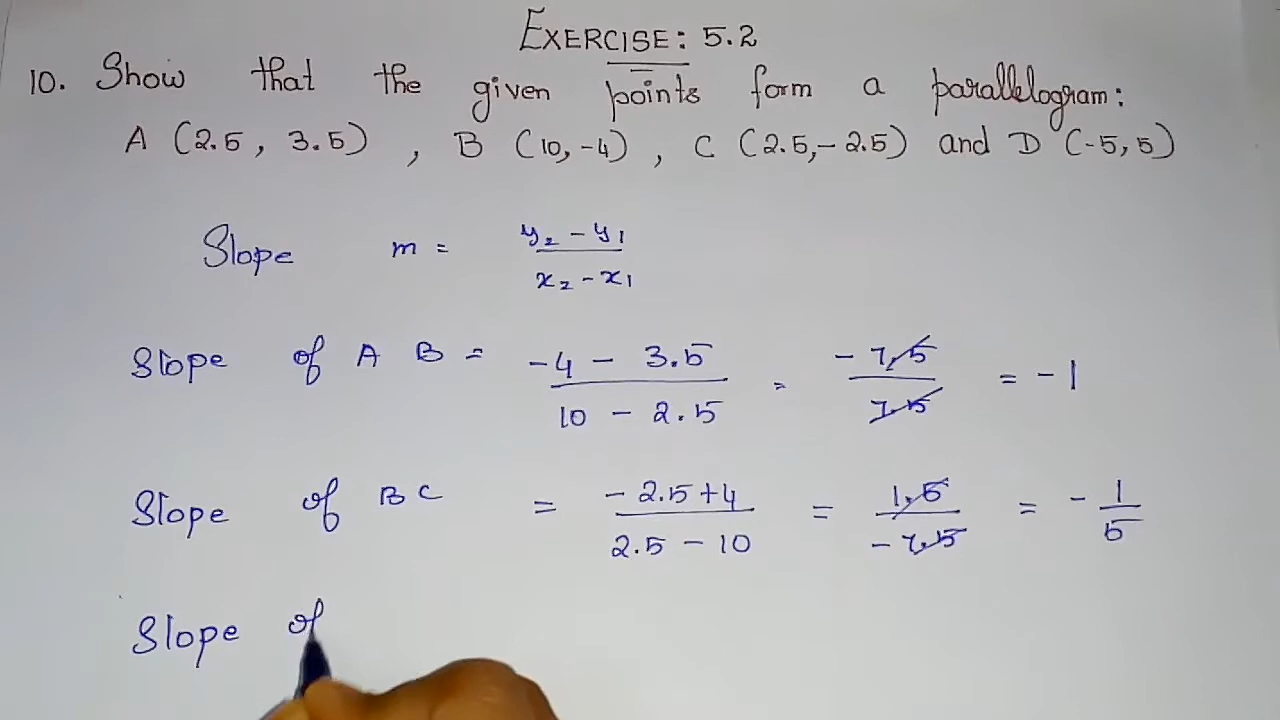 EXERCISE: 5.2
10. Show that the given points form a parallelogram:
A (2.5, 3.5), B (10,-4), C (2.5,-2.5) and D (-5,5)
Slope m = y₂ - y₁ / x₂ - x₁
Slope of AB = -4 - 3.5 / 10 - 2.5 = -7.5 / 7.5 = -1
Slope of BC = -2.5+4 / 2.5 - 10 = 1.5 / -7.5 = -1/5
Slope of